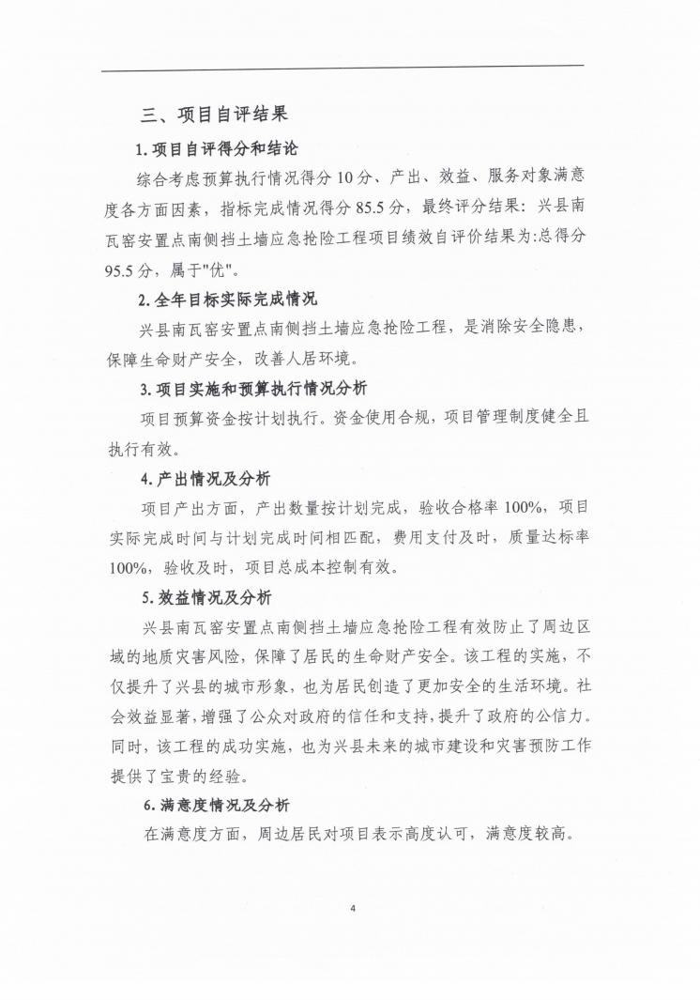 三、项目自评结果
1.项目自评得分和结论
综合考虑预算执行情况得分 10 分、产出、效益、服务对象满意
度各方面因素，指标完成情况得分 85.5 分，最终评分结果：兴县南
瓦窑安置点南侧挡土墙应急抢险工程项目绩效自评价结果为:总得分
95.5 分，属于"优"。
2.全年目标实际完成情况
兴县南瓦窑安置点南侧挡土墙应急抢险工程，是消除安全隐患，
保障生命财产安全，改善人居环境。
3.项目实施和预算执行情况分析
项目预算资金按计划执行。资金使用合规，项目管理制度健全且
执行有效。
4.产出情况及分析
项目产出方面，产出数量按计划完成，验收合格率 100%，项目
实际完成时间与计划完成时间相匹配，费用支付及时，质量达标率
100%，验收及时，项目总成本控制有效。
5.效益情况及分析
兴县南瓦窑安置点南侧挡土墙应急抢险工程有效防止了周边区
域的地质灾害风险，保障了居民的生命财产安全。该工程的实施，不
仅提升了兴县的城市形象，也为居民创造了更加安全的生活环境。社
会效益显著，增强了公众对政府的信任和支持，提升了政府的公信力。
同时，该工程的成功实施，也为兴县未来的城市建设和灾害预防工作
提供了宝贵的经验。
6.满意度情况及分析
在满意度方面，周边居民对项目表示高度认可，满意度较高。
4